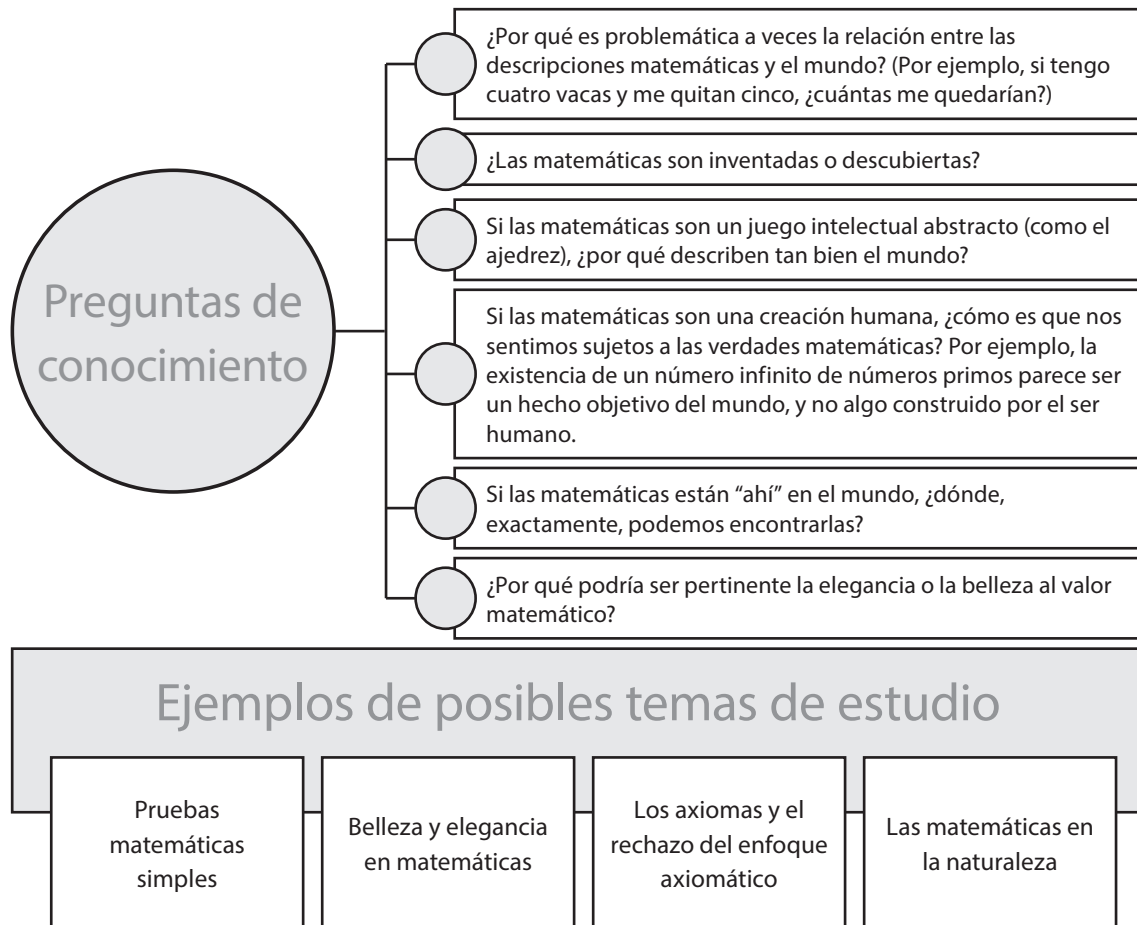 ¿Por qué es problemática a veces la relación entre las
descripciones matemáticas y el mundo? (Por ejemplo, si tengo
cuatro vacas y me quitan cinco, ¿cuántas me quedarían?)
¿Las matemáticas son inventadas o descubiertas?
Si las matemáticas son un juego intelectual abstracto (como el
ajedrez), ¿por qué describen tan bien el mundo?
Preguntas de
conocimiento
Si las matemáticas son una creación humana, ¿cómo es que nos
sentimos sujetos a las verdades matemáticas? Por ejemplo, la
existencia de un número infinito de números primos parece ser
un hecho objetivo del mundo, y no algo construido por el ser
humano.
Si las matemáticas están “ahí” en el mundo, ¿dónde,
exactamente, podemos encontrarlas?
¿Por qué podría ser pertinente la elegancia o la belleza al valor
matemático?
Ejemplos de posibles temas de estudio
Pruebas
matemáticas
simples
Belleza y elegancia
en matemáticas
Los axiomas y el
rechazo del enfoque
axiomático
Las matemáticas en
la naturaleza